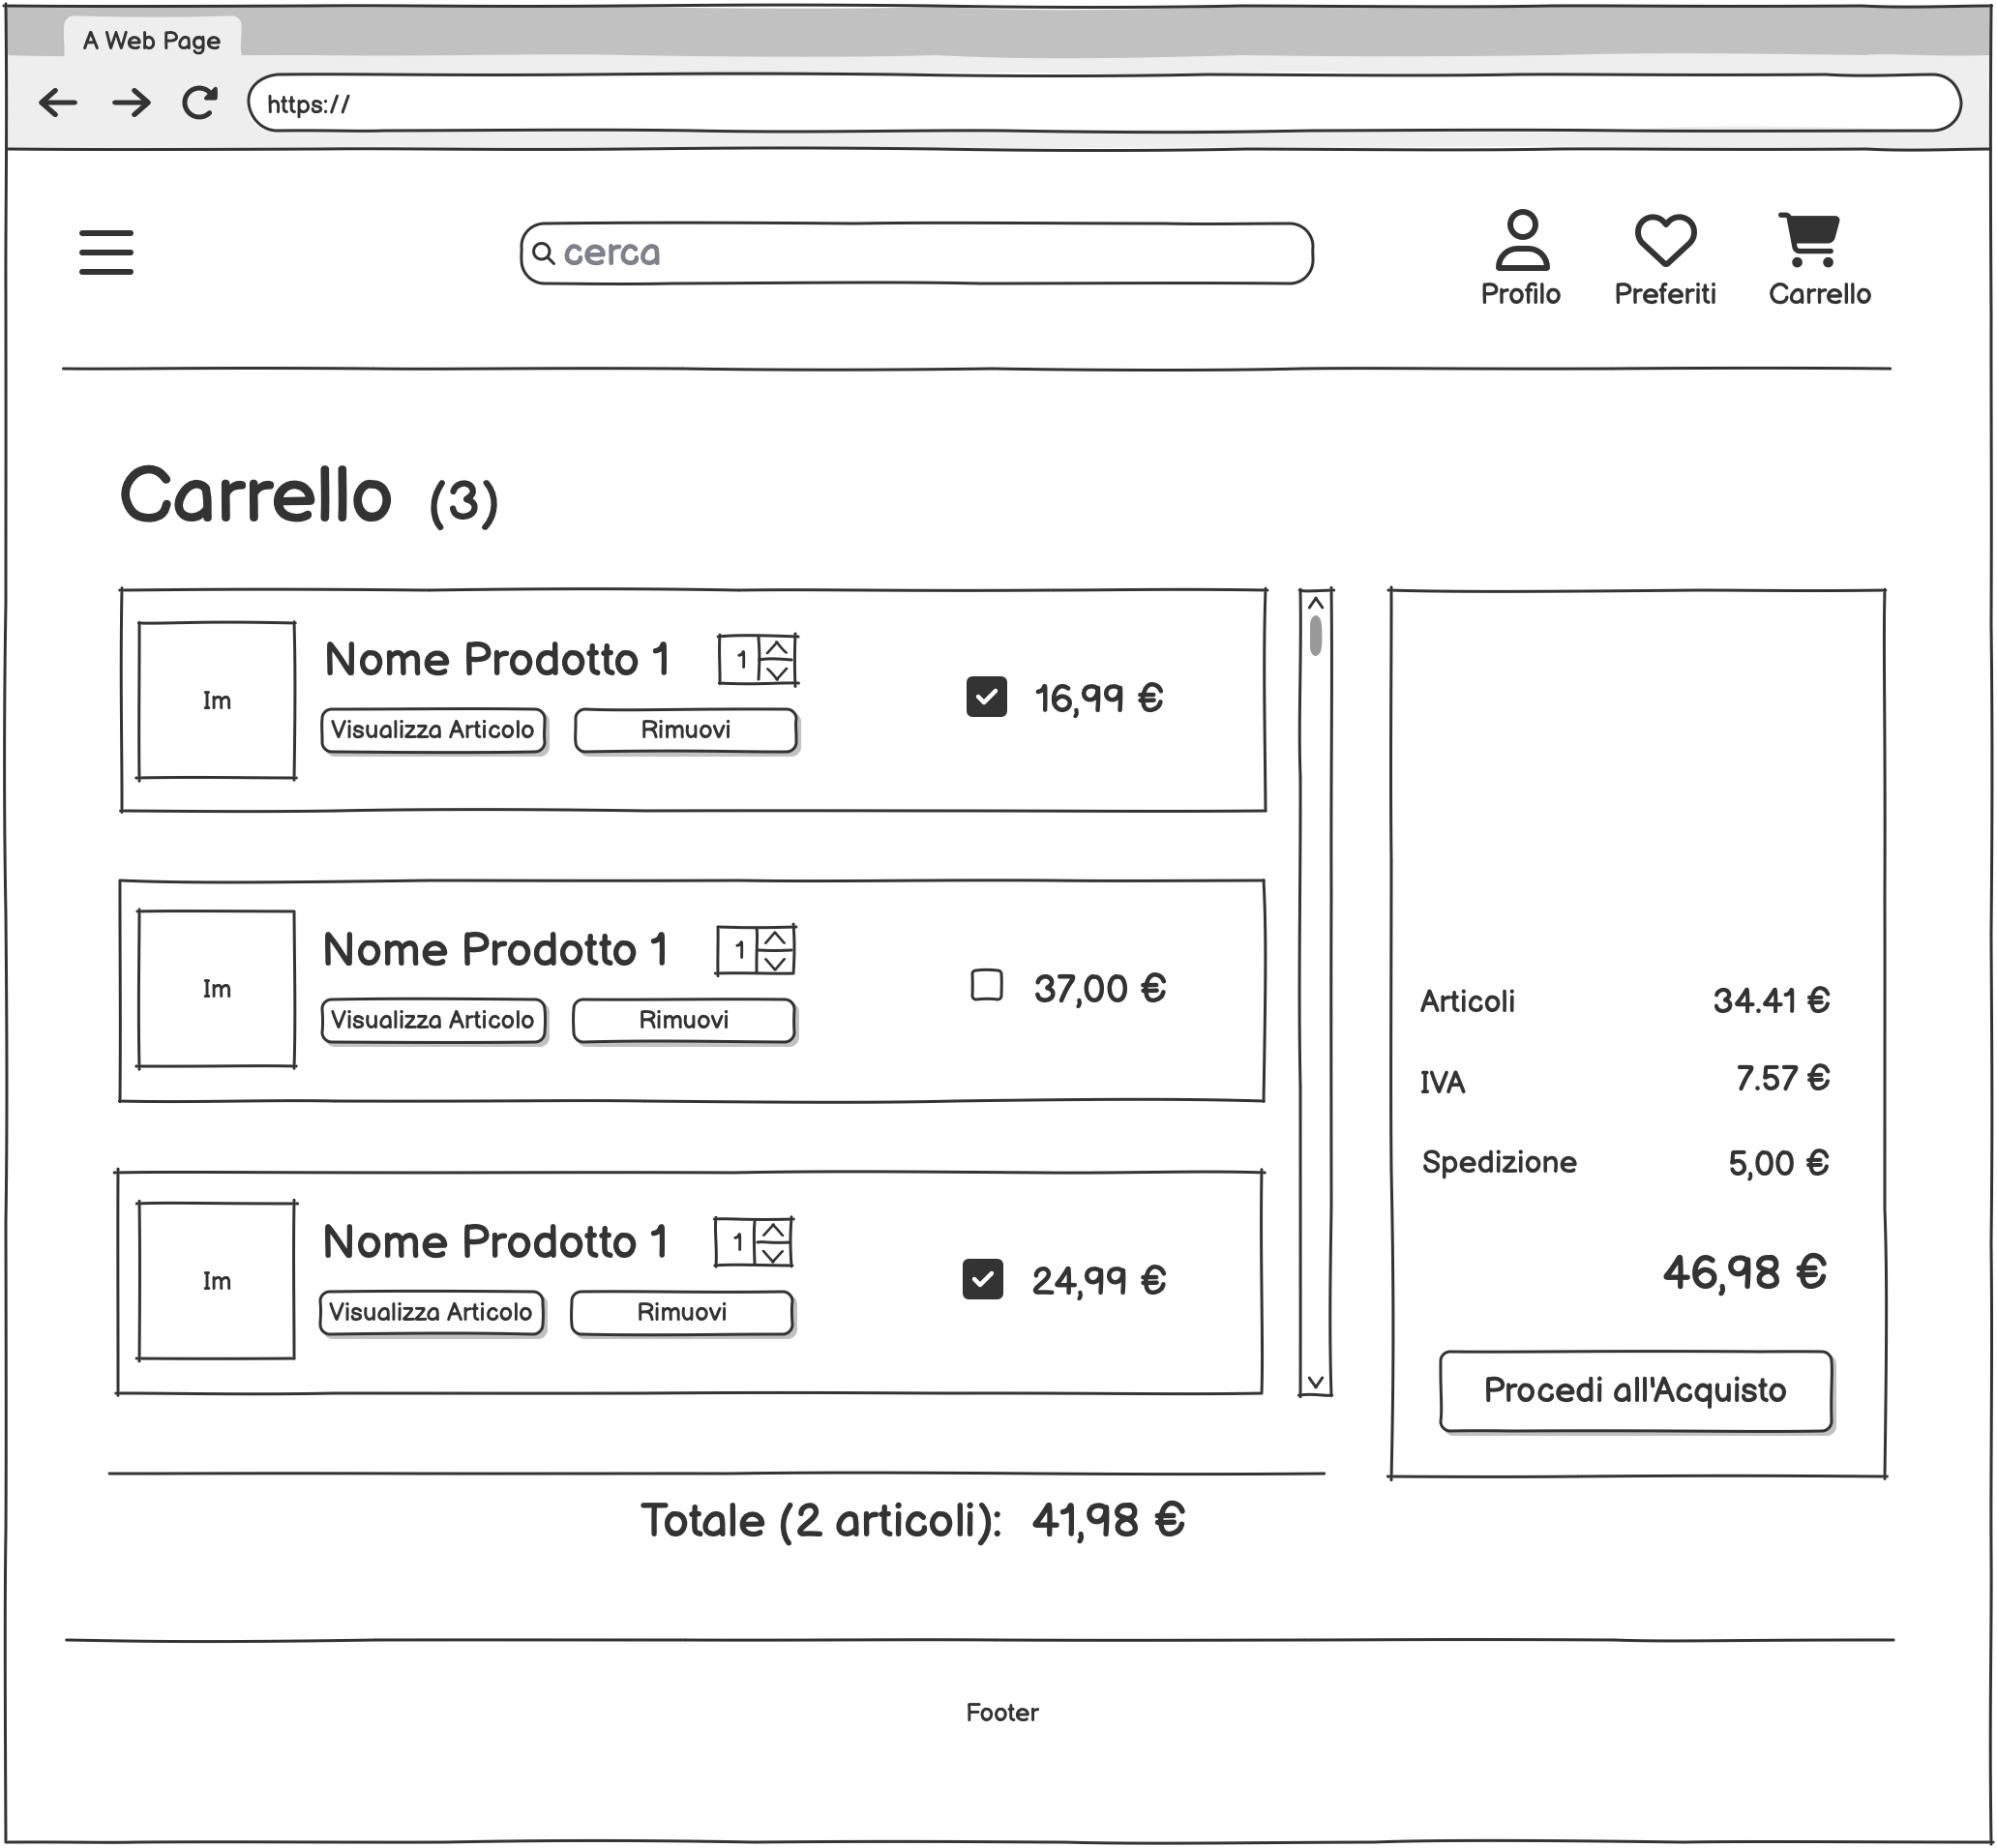 A Web Page
https://
cerca
Profilo Preferiti Carrello
Carrello (3)
Im
Nome Prodotto 1 1
Visualizza Articolo Rimuovi
16,99 €
Im
Nome Prodotto 1 1
Visualizza Articolo Rimuovi
37,00 €
Im
Nome Prodotto 1 1
Visualizza Articolo Rimuovi
24,99 €
Totale (2 articoli): 41,98 €
Articoli 34.41 €
IVA 7.57 €
Spedizione 5,00 €
46,98 €
Procedi all'Acquisto
Footer